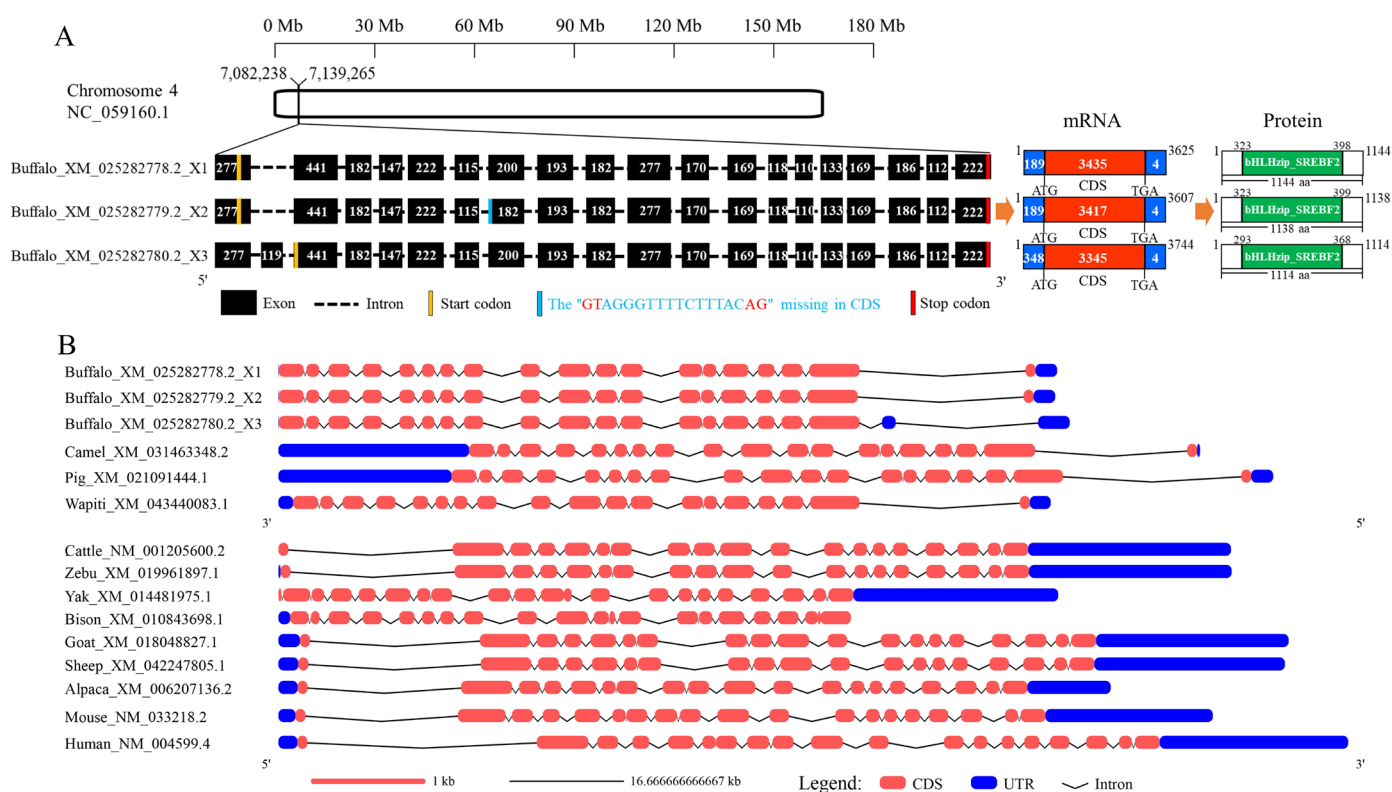 A
0 Mb 30 Mb 60 Mb 90 Mb 120 Mb 150 Mb 180 Mb
7,082,238 7,139,265
Chromosome 4
NC_059160.1
mRNA Protein
Buffalo_XM_025282778.2_X1 277 441 182 147 222 115 200 193 182 277 170 169 118 110 133 169 186 112 222 1 189 3435 4 3625 1 323 bHLHzip_SREBF2 398 1144
ATG CDS TGA 1144 aa
Buffalo_XM_025282779.2_X2 277 441 182 147 222 115 182 193 182 277 170 169 118 110 133 169 186 112 222 1 189 3417 4 3607 1 323 bHLHzip_SREBF2 399 1138
ATG CDS TGA 1138 aa
Buffalo_XM_025282780.2_X3 277 119 441 182 147 222 115 200 193 182 277 170 169 118 110 133 169 186 112 222 1 348 3345 4 3744 1 293 bHLHzip_SREBF2 368 1114
ATG CDS TGA 1114 aa
5' 3'
Exon Intron Start codon The "GTAGGGTTTTCTTTACAG" missing in CDS Stop codon
B
Buffalo_XM_025282778.2_X1
Buffalo_XM_025282779.2_X2
Buffalo_XM_025282780.2_X3
Camel_XM_031463348.2
Pig_XM_021091444.1
Wapiti_XM_043440083.1
3' 5'
Cattle_NM_001205600.2
Zebu_XM_019961897.1
Yak_XM_014481975.1
Bison_XM_010843698.1
Goat_XM_018048827.1
Sheep_XM_042247805.1
Alpaca_XM_006207136.2
Mouse_NM_033218.2
Human_NM_004599.4
5' 3'
1 kb 16.666666666667 kb Legend: CDS UTR Intron